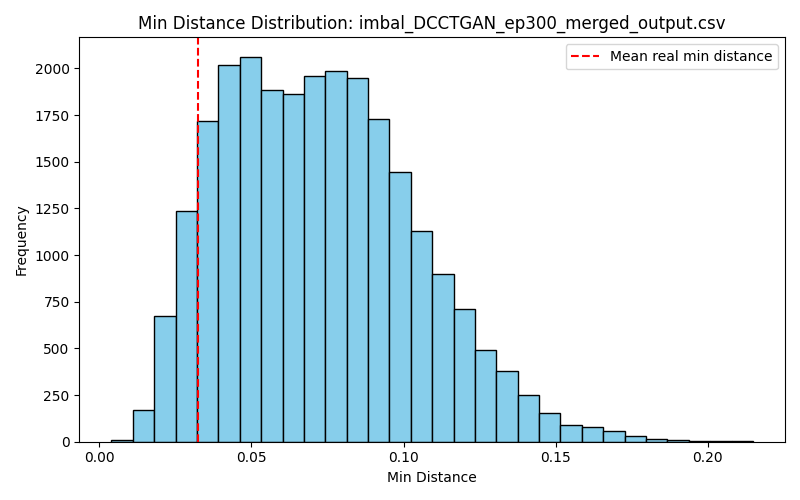 Min Distance Distribution: imbal_DCCTGAN_ep300_merged_output.csv
Mean real min distance
Frequency
2000
1750
1500
1250
1000
750
500
250
0
0.00 0.05 0.10 0.15 0.20
Min Distance